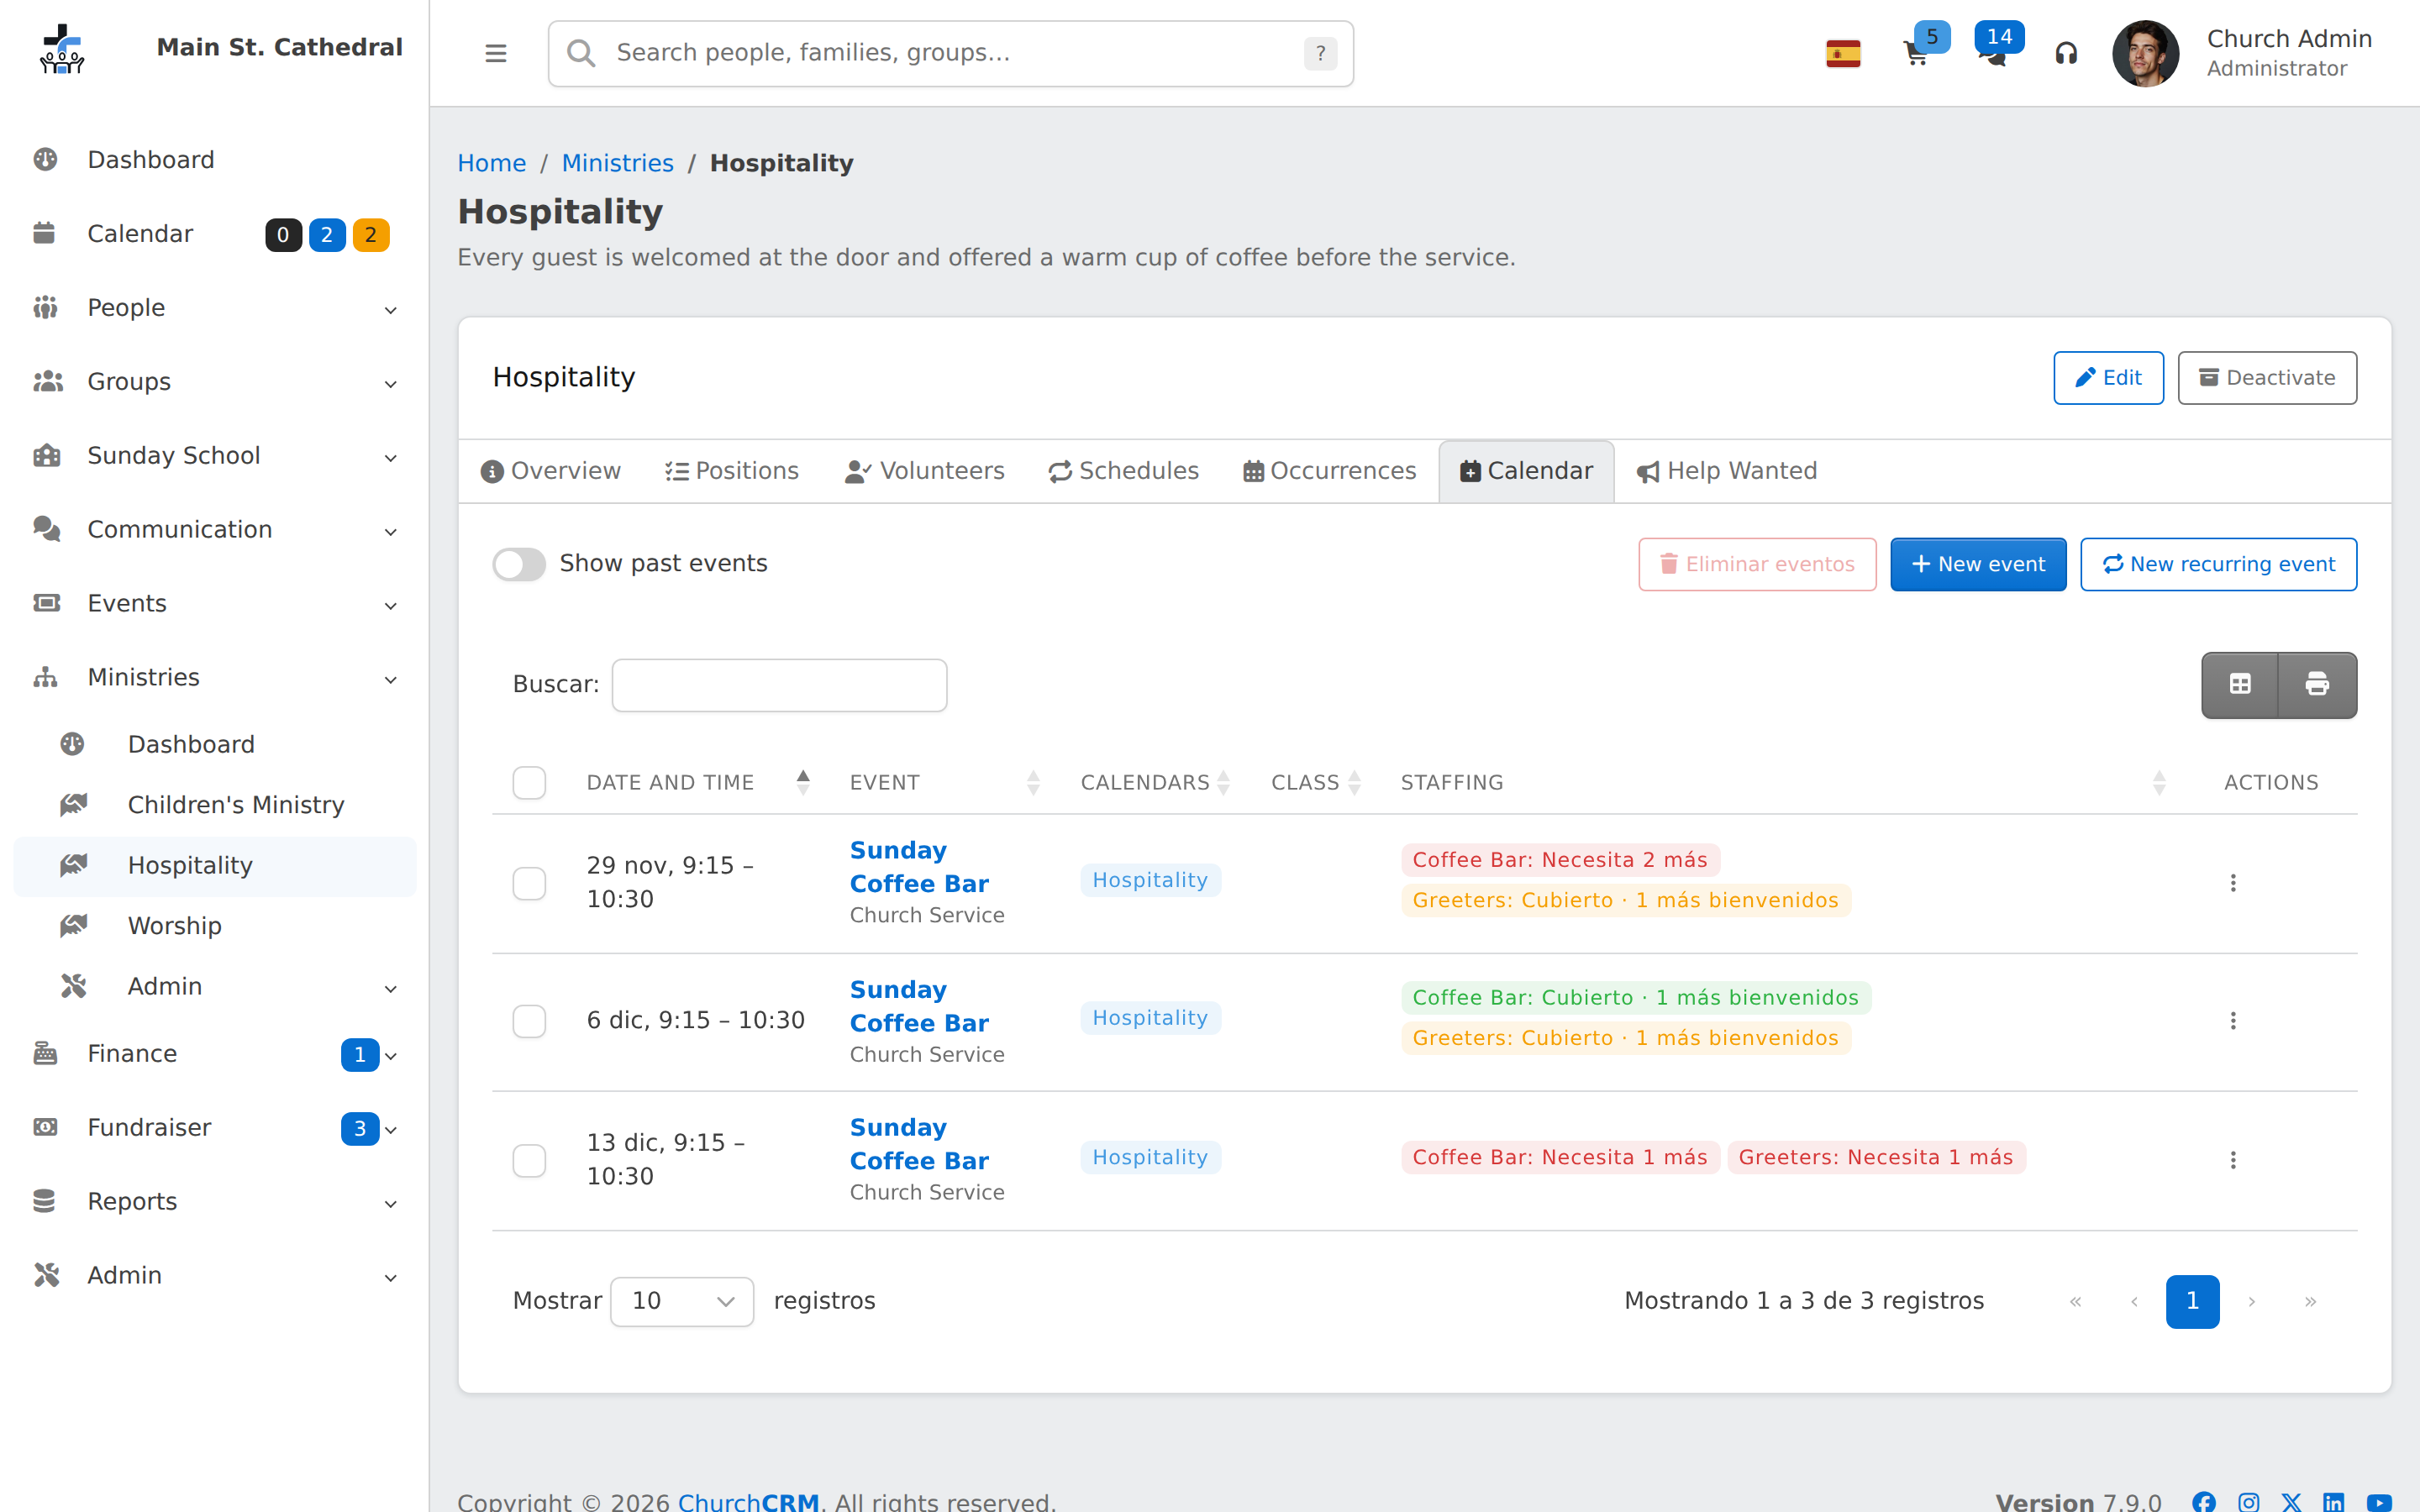 Main St. Cathedral
Search people, families, groups...
?
5
14
Church Admin
Administrator
Dashboard
Calendar
0
2
2
People
Groups
Sunday School
Communication
Events
Ministries
Dashboard
Children's Ministry
Hospitality
Worship
Admin
Finance
1
Fundraiser
3
Reports
Admin
Home / Ministries / Hospitality
Hospitality
Every guest is welcomed at the door and offered a warm cup of coffee before the service.
Hospitality
Edit
Deactivate
Overview
Positions
Volunteers
Schedules
Occurrences
Calendar
Help Wanted
Show past events
Eliminar eventos
New event
New recurring event
Buscar:
DATE AND TIME
EVENT
CALENDARS
CLASS
STAFFING
ACTIONS
29 nov, 9:15 –
10:30
Sunday
Coffee Bar
Church Service
Hospitality
Coffee Bar: Necesita 2 más
Greeters: Cubierto · 1 más bienvenidos
6 dic, 9:15 – 10:30
Sunday
Coffee Bar
Church Service
Hospitality
Coffee Bar: Cubierto · 1 más bienvenidos
Greeters: Cubierto · 1 más bienvenidos
13 dic, 9:15 –
10:30
Sunday
Coffee Bar
Church Service
Hospitality
Coffee Bar: Necesita 1 más
Greeters: Necesita 1 más
Mostrar 10 registros
Mostrando 1 a 3 de 3 registros
« ‹ 1 › »
Copyright © 2026 ChurchCRM. All rights reserved.
Version 7.9.0